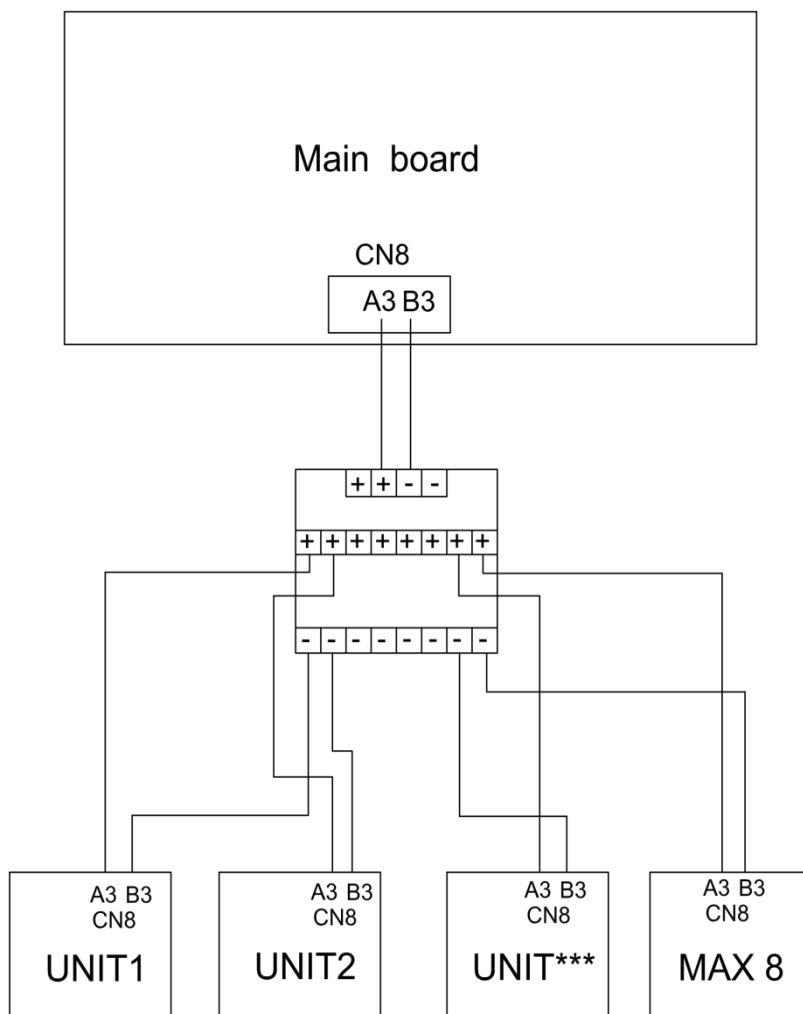 Main board
CN8
A3 B3
+ + - -
+ + + + + + + +
- - - - - - - -
A3 B3 A3 B3 A3 B3 A3 B3
CN8 CN8 CN8 CN8
UNIT1 UNIT2 UNIT*** MAX 8